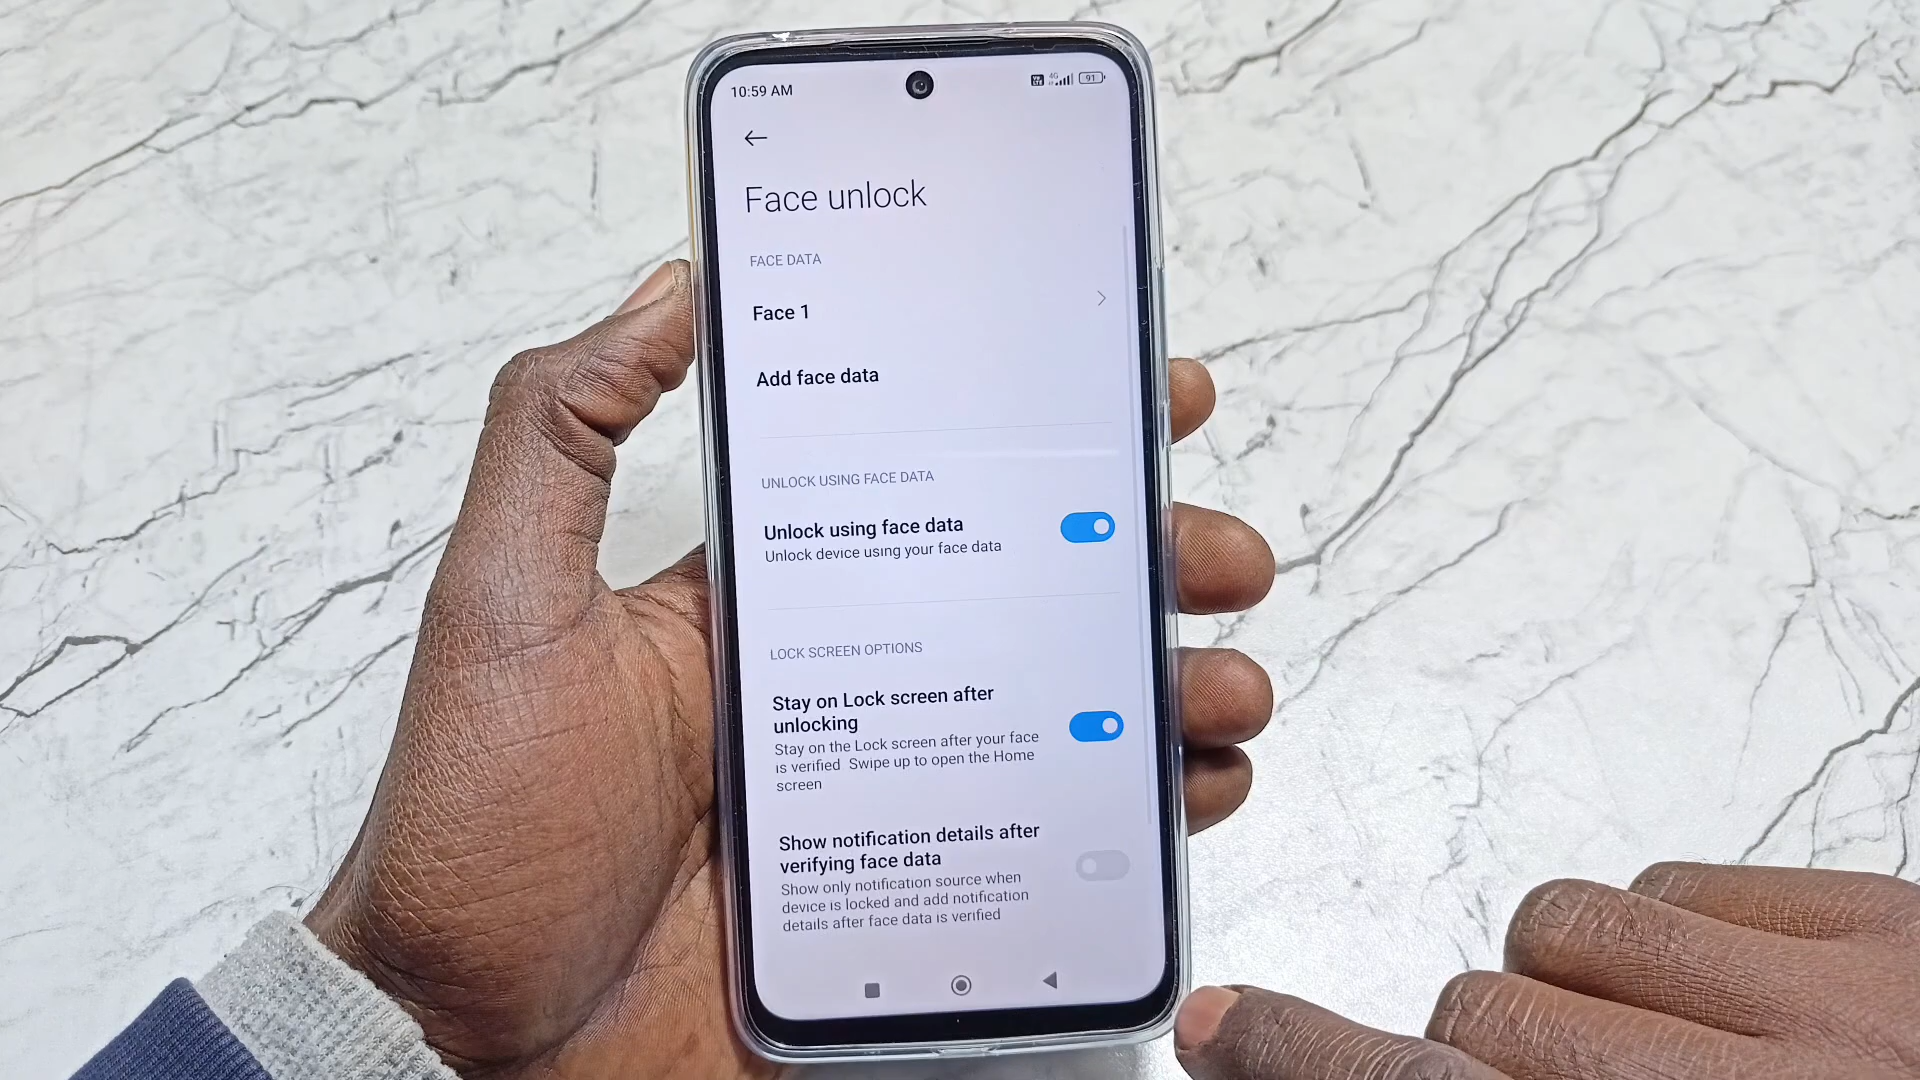 10:59 AM
4G
91
Face unlock
FACE DATA
Face 1
Add face data
UNLOCK USING FACE DATA
Unlock using face data
Unlock device using your face data
LOCK SCREEN OPTIONS
Stay on Lock screen after
unlocking
Stay on the Lock screen after your face
is verified Swipe up to open the Home
screen
Show notification details after
verifying face data
Show only notification source when
device is locked and add notification
details after face data is verified